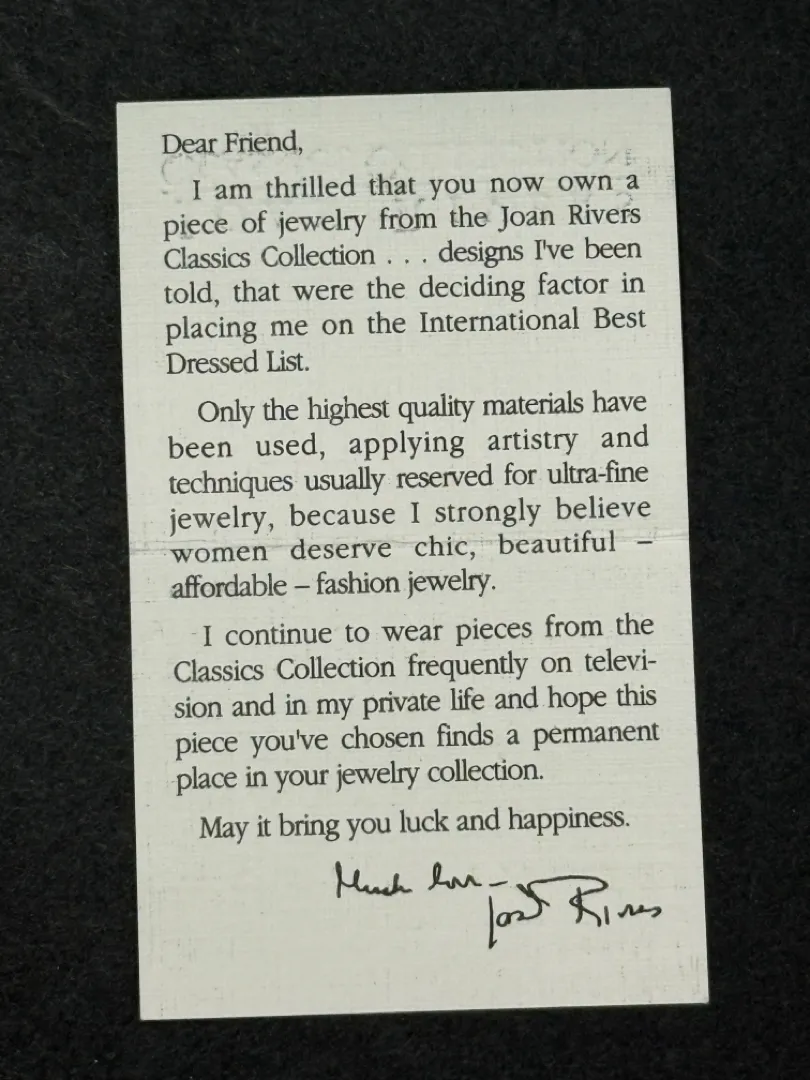 Dear Friend,
I am thrilled that you now own a
piece of jewelry from the Joan Rivers
Classics Collection . . . designs I've been
told, that were the deciding factor in
placing me on the International Best
Dressed List.
Only the highest quality materials have
been used, applying artistry and
techniques usually reserved for ultra-fine
jewelry, because I strongly believe
women deserve chic, beautiful –
affordable – fashion jewelry.
I continue to wear pieces from the
Classics Collection frequently on televi-
sion and in my private life and hope this
piece you've chosen finds a permanent
place in your jewelry collection.
May it bring you luck and happiness.
Much love –
Joan Rivers